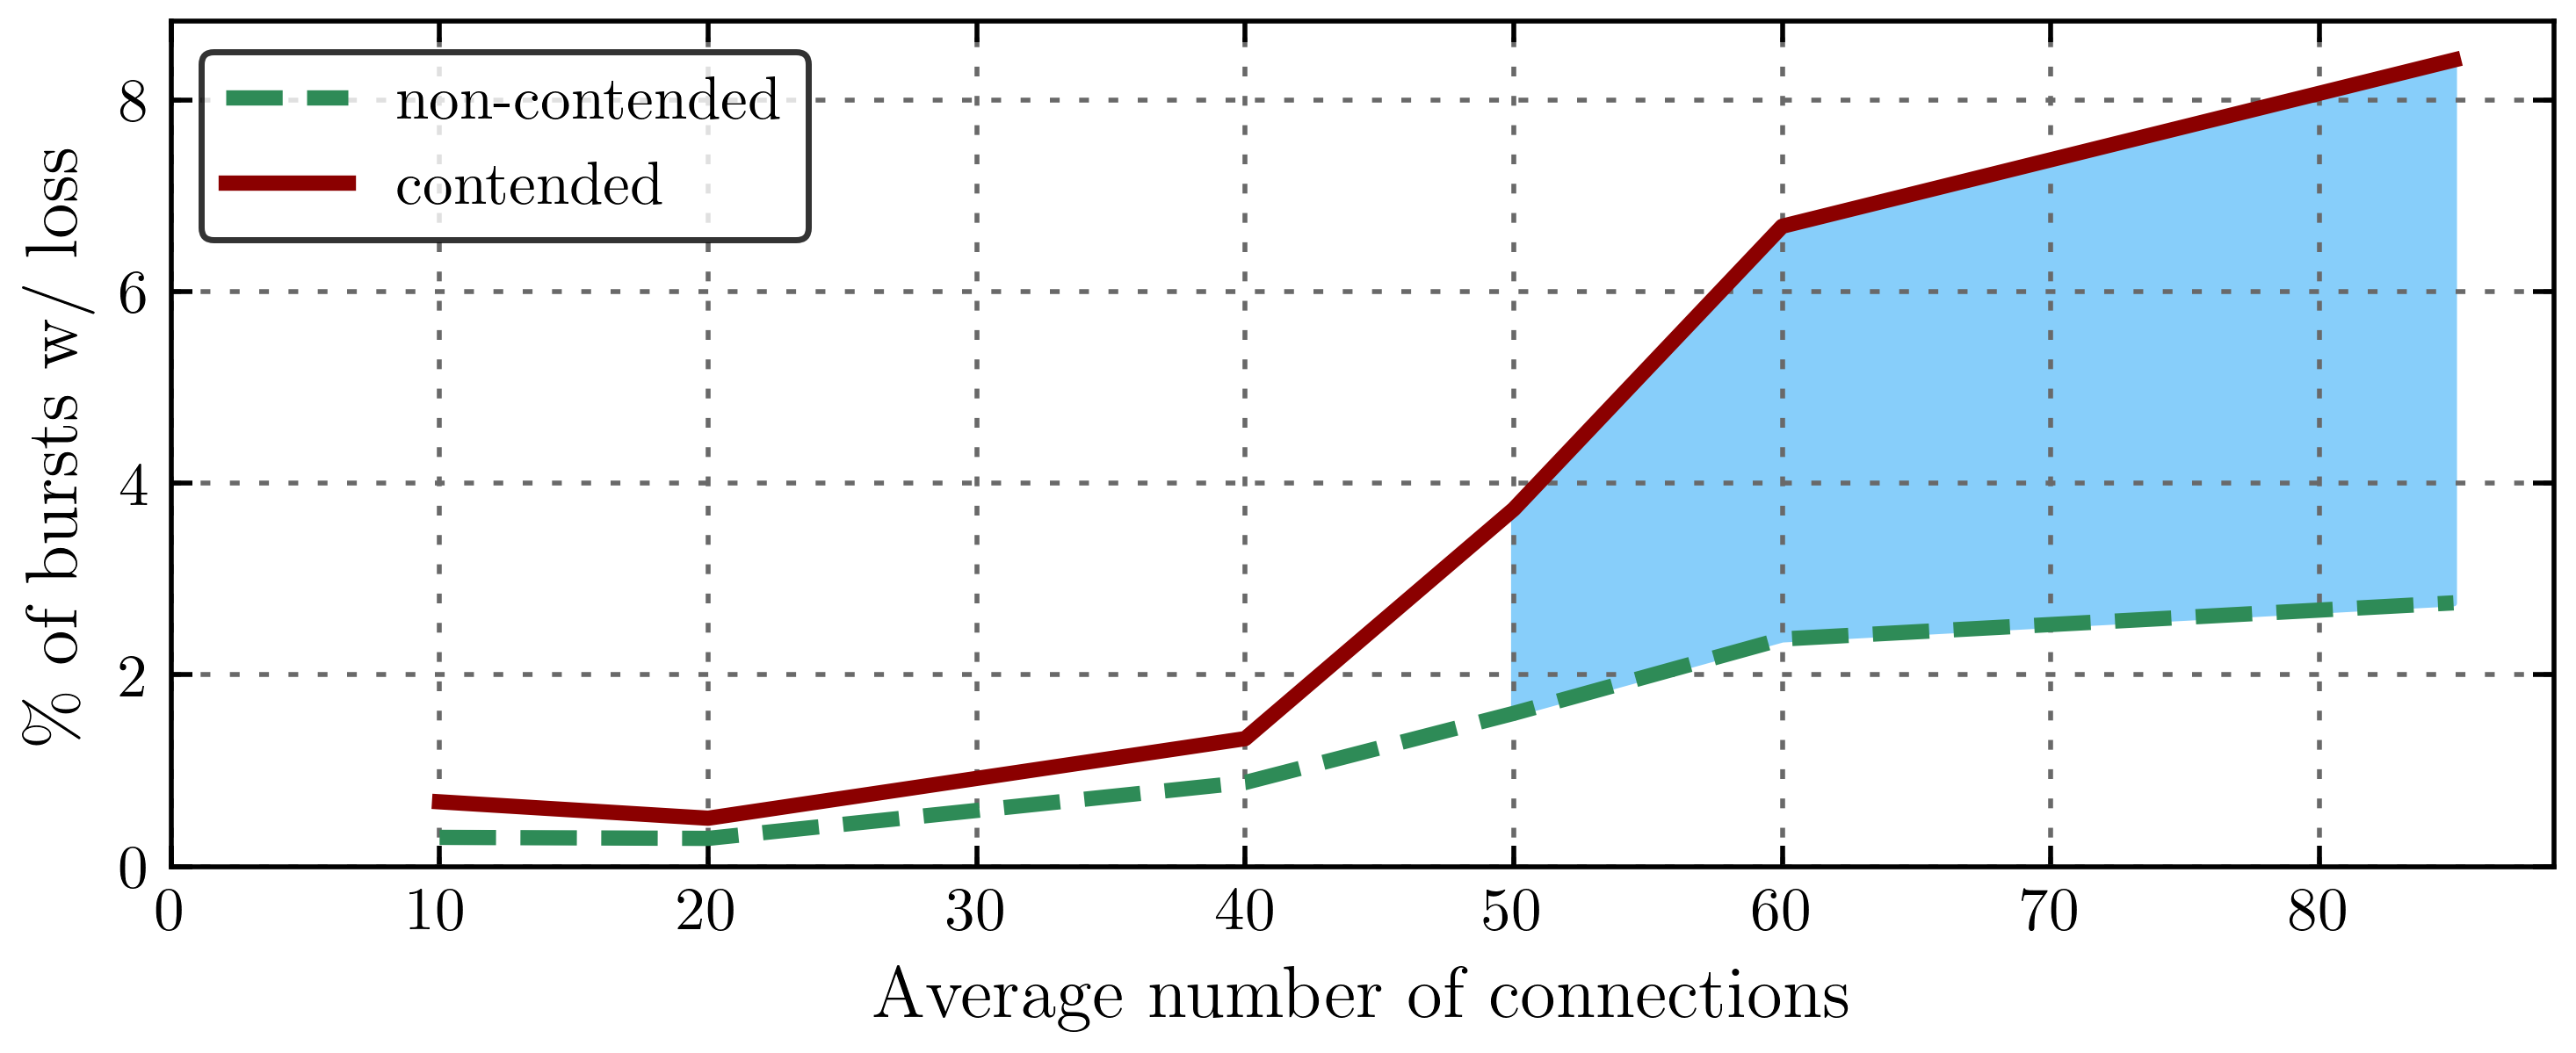 non-contended
contended
% of bursts w/ loss
8
6
4
2
0
0 10 20 30 40 50 60 70 80
Average number of connections